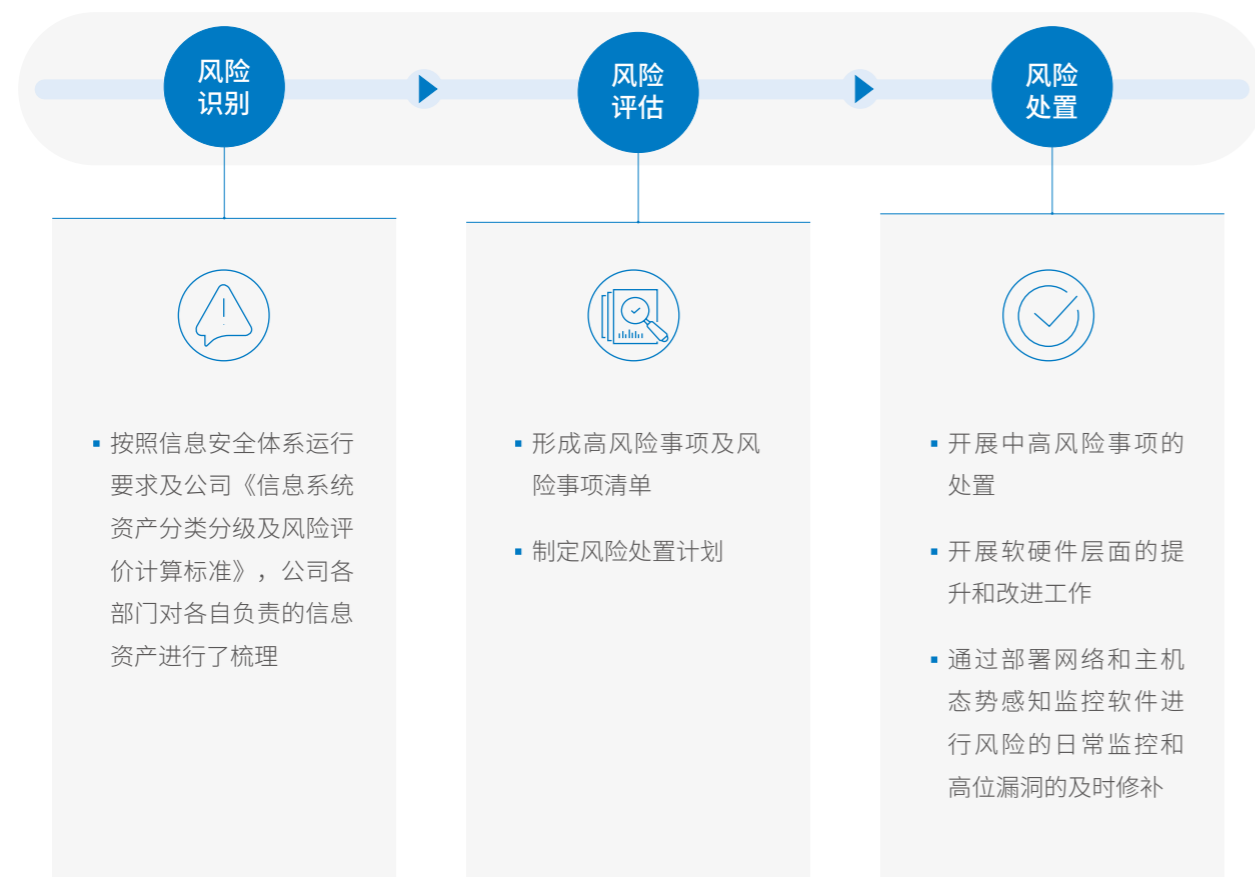 风险
识别
风险
评估
风险
处置
▪ 按照信息安全体系运行
要求及公司《信息系统
资产分类分级及风险评
价计算标准》，公司各
部门对各自负责的信息
资产进行了梳理
▪ 形成高风险事项及风
险事项清单
▪ 制定风险处置计划
▪ 开展中高风险事项的
处置
▪ 开展软硬件层面的提
升和改进工作
▪ 通过部署网络和主机
态势感知监控软件进
行风险的日常监控和
高位漏洞的及时修补